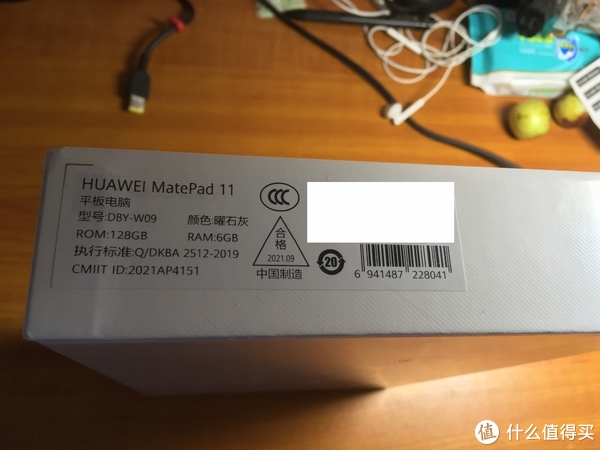 HUAWEI MatePad 11
平板电脑
型号:DBY-W09 颜色:曜石灰
ROM:128GB RAM:6GB
执行标准:Q/DKBA 2512-2019
CMIIT ID:2021AP4151
CCC
合
格
2021.09
中国制造
20
6 941487 228041
值 什么值得买